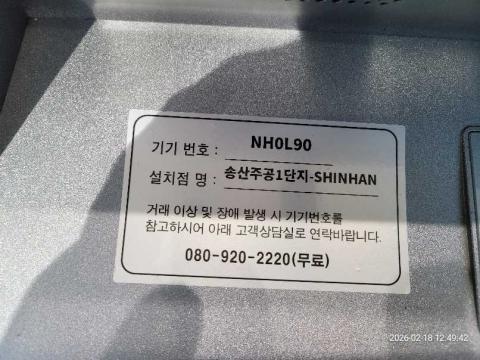 기기 번호 : NH0L90
설치점 명 : 송산주공1단지-SHINHAN
거래 이상 및 장애 발생 시 기기번호를
참고하시어 아래 고객상담실로 연락바랍니다.
080-920-2220(무료)
2026-02-18 12:49:42